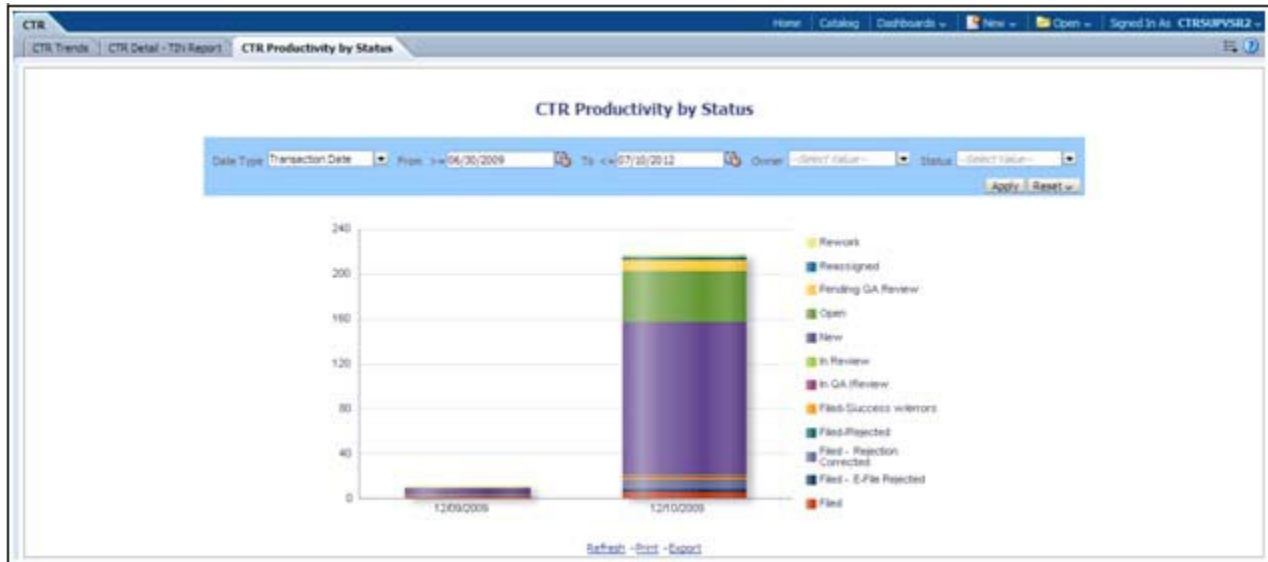 CTR
Home Catalog Dashboards New Open Signed In As CTRSUPVSR2
CTR Trends CTR Detail - TIN Report CTR Productivity by Status
CTR Productivity by Status
Date Type Transaction Date From >= 06/30/2009 To <= 07/10/2012 Owner --Select Value-- Status --Select Value--
Apply Reset
240
200
160
120
80
40
0
12/09/2009
12/10/2009
Rework
Reassigned
Pending QA Review
Open
New
In Review
In QA IReview
Filed-Success w/errors
Filed-Rejected
Filed - Rejection
Corrected
Filed - E-File Rejected
Filed
Refresh - Print - Export